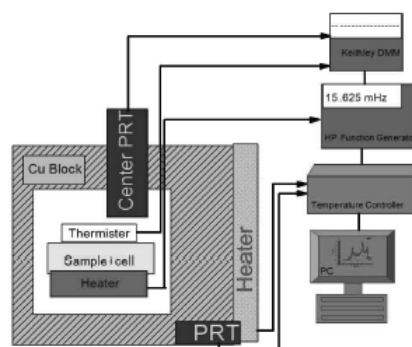 Keithley DMM
15.625 mHz
HP Function Generator
Center PRT
Cu Block
Temperature Controller
Thermister
Sample+cell
Heater
Heater
PC
PRT